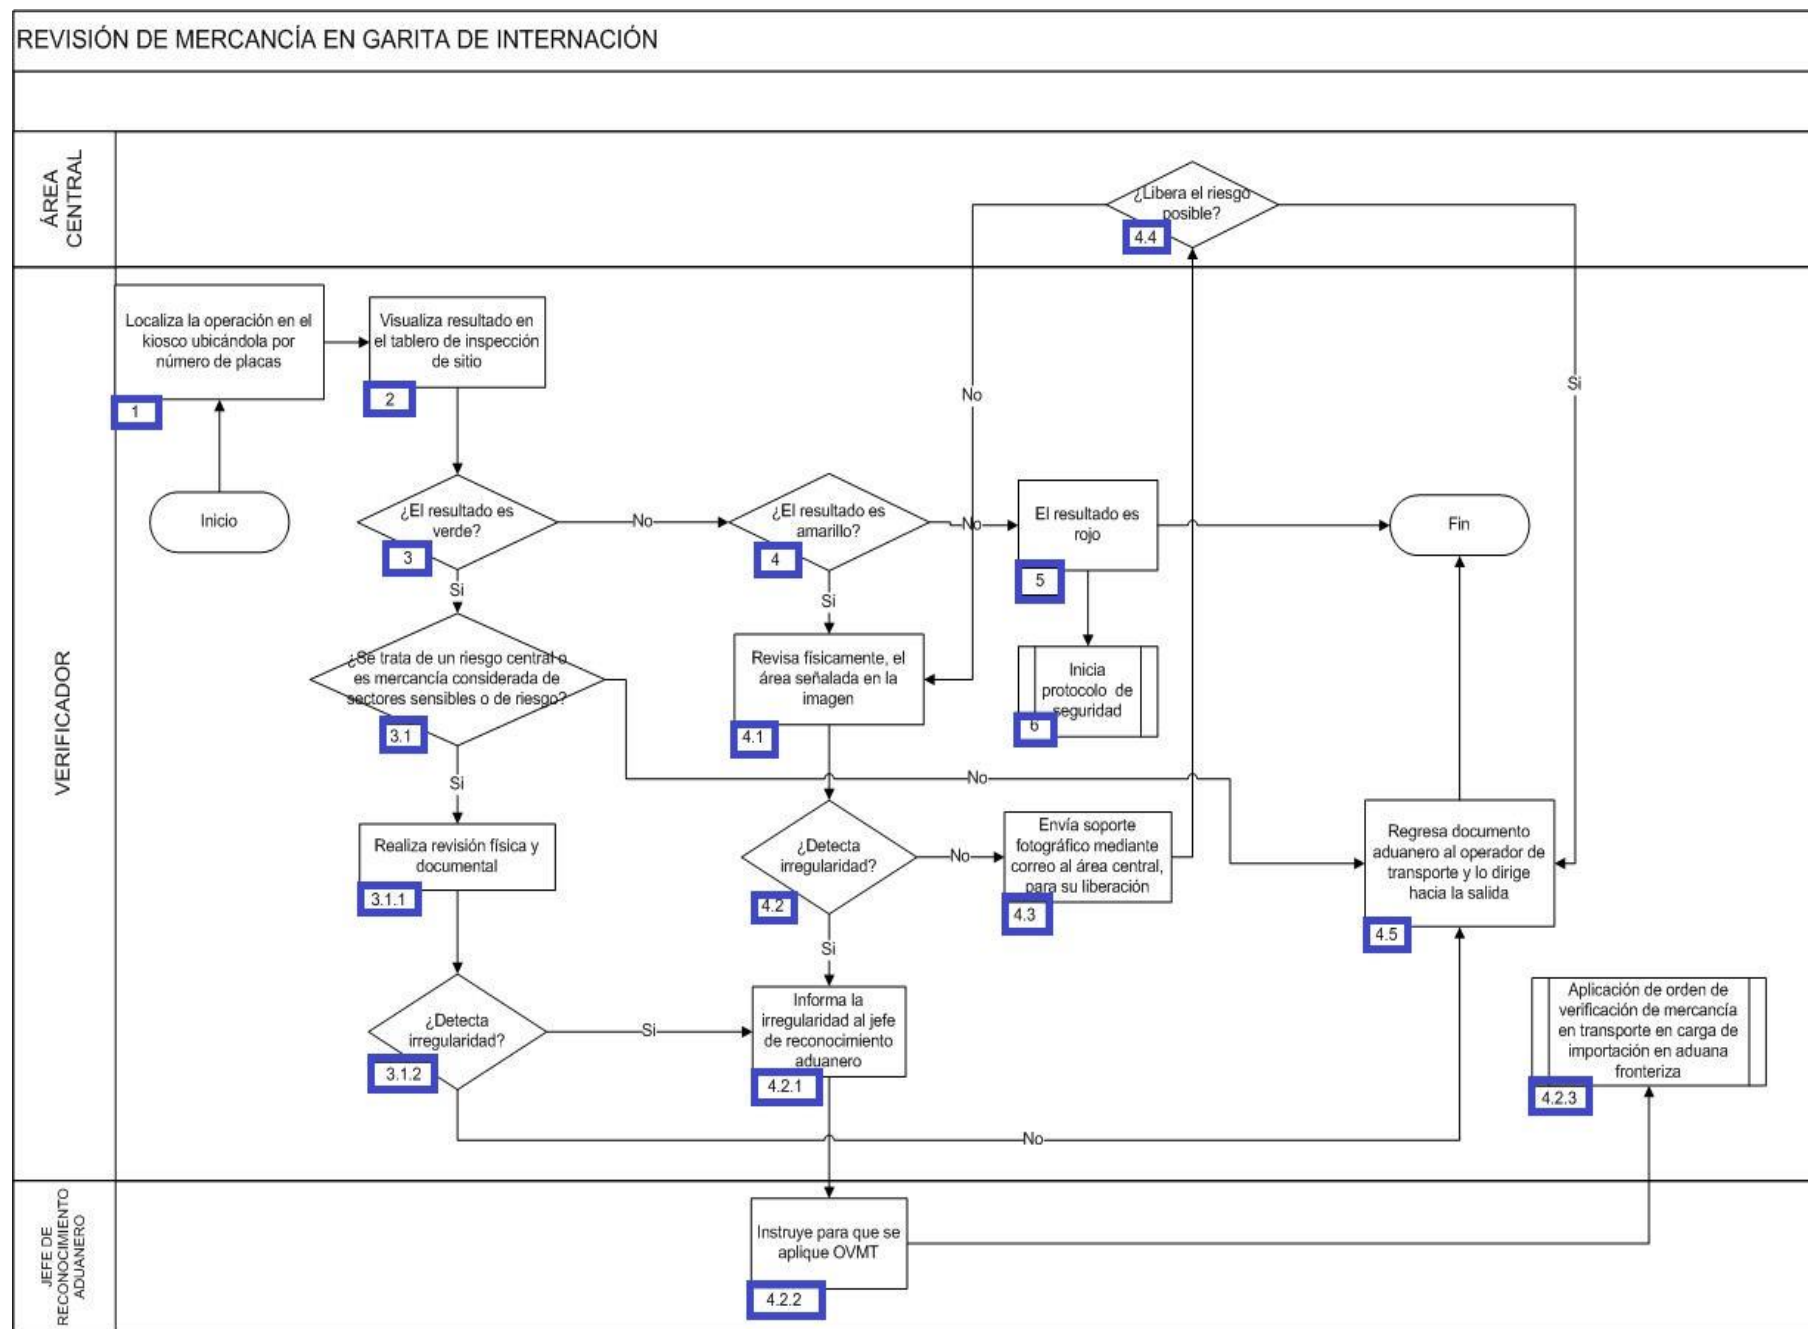 REVISIÓN DE MERCANCÍA EN GARITA DE INTERNACIÓN
ÁREA
CENTRAL
¿Libera el riesgo
posible?
4.4
No
Si
VERIFICADOR
Localiza la operación en el
kiosco ubicándola por
número de placas
1
Visualiza resultado en
el tablero de inspección
de sitio
2
Inicio
¿El resultado es
verde?
3
No
Si
¿El resultado es
amarillo?
4
No
Si
El resultado es
rojo
5
Fin
¿Se trata de un riesgo central o
es mercancía considerada de
sectores sensibles o de riesgo?
3.1
No
Si
Revisa físicamente, el
área señalada en la
imagen
4.1
Inicia
protocolo de
seguridad
6
Realiza revisión física y
documental
3.1.1
¿Detecta
irregularidad?
4.2
No
Si
Envía soporte
fotográfico mediante
correo al área central,
para su liberación
4.3
Regresa documento
aduanero al operador de
transporte y lo dirige
hacia la salida
4.5
¿Detecta
irregularidad?
3.1.2
Si
No
Informa la
irregularidad al jefe
de reconocimiento
aduanero
4.2.1
Aplicación de orden de
verificación de mercancía
en transporte en carga de
importación en aduana
fronteriza
4.2.3
JEFE DE
RECONOCIMIENTO
ADUANERO
Instruye para que se
aplique OVMT
4.2.2